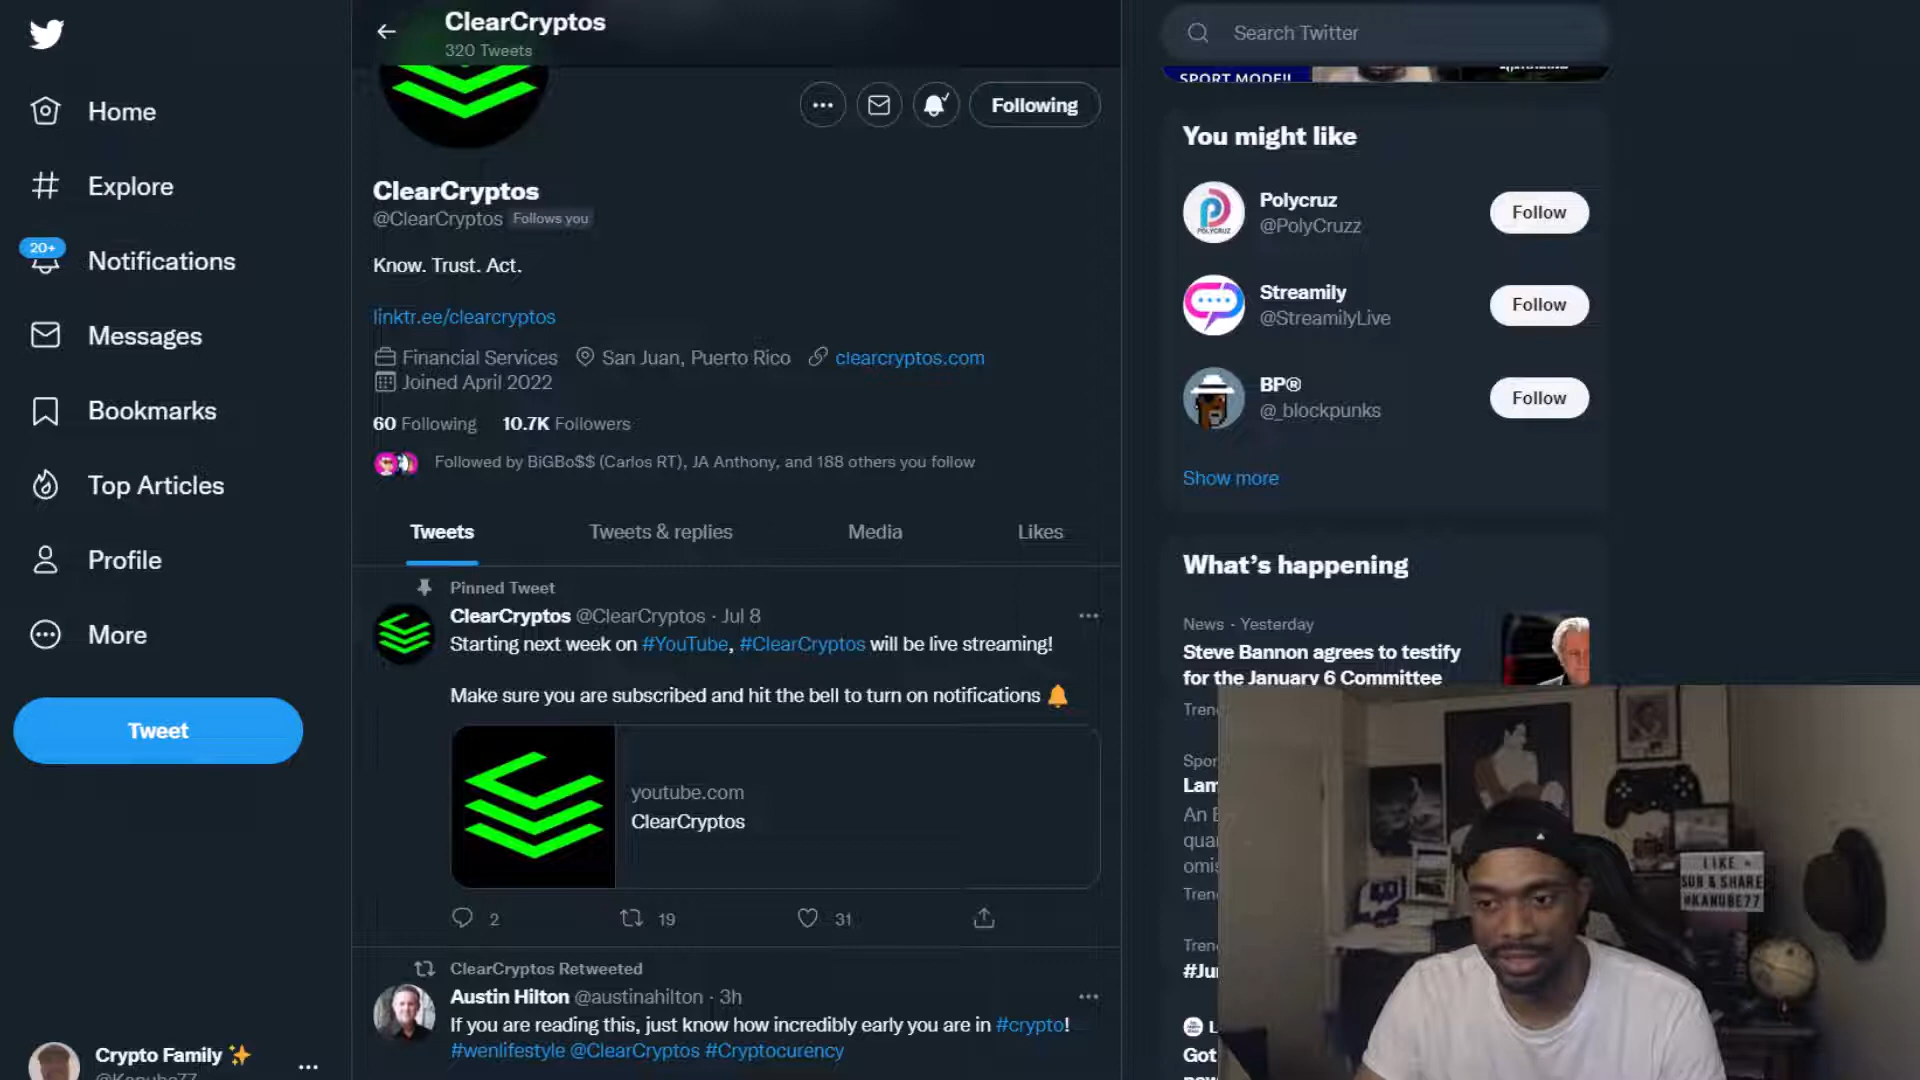 ClearCryptos
320 Tweets
Search Twitter
SPORT MODE!!
Home
Explore
20+
Notifications
Messages
Bookmarks
Top Articles
Profile
More
Tweet
Crypto Family ✨
@Kanube77
Following
ClearCryptos
@ClearCryptos Follows you
Know. Trust. Act.
linktr.ee/clearcryptos
Financial Services San Juan, Puerto Rico clearcryptos.com
Joined April 2022
60 Following 10.7K Followers
Followed by BiGBo$$ (Carlos RT), JA Anthony, and 188 others you follow
Tweets Tweets & replies Media Likes
Pinned Tweet
ClearCryptos @ClearCryptos · Jul 8
Starting next week on #YouTube, #ClearCryptos will be live streaming!
Make sure you are subscribed and hit the bell to turn on notifications 🔔
youtube.com
ClearCryptos
2 19 31
ClearCryptos Retweeted
Austin Hilton @austinahilton · 3h
If you are reading this, just know how incredibly early you are in #crypto!
#wenlifestyle @ClearCryptos #Cryptocurency
You might like
POLYCRUZ
Polycruz
@PolyCruzz
Follow
Streamily
@StreamilyLive
Follow
BP®
@_blockpunks
Follow
Show more
What's happening
News · Yesterday
Steve Bannon agrees to testify
for the January 6 Committee
Tren
Spor
Lam
An E
qua
omis
Tren
Tren
#Ju
L
Got
LIKE
SUB & SHARE
@KANUBE77